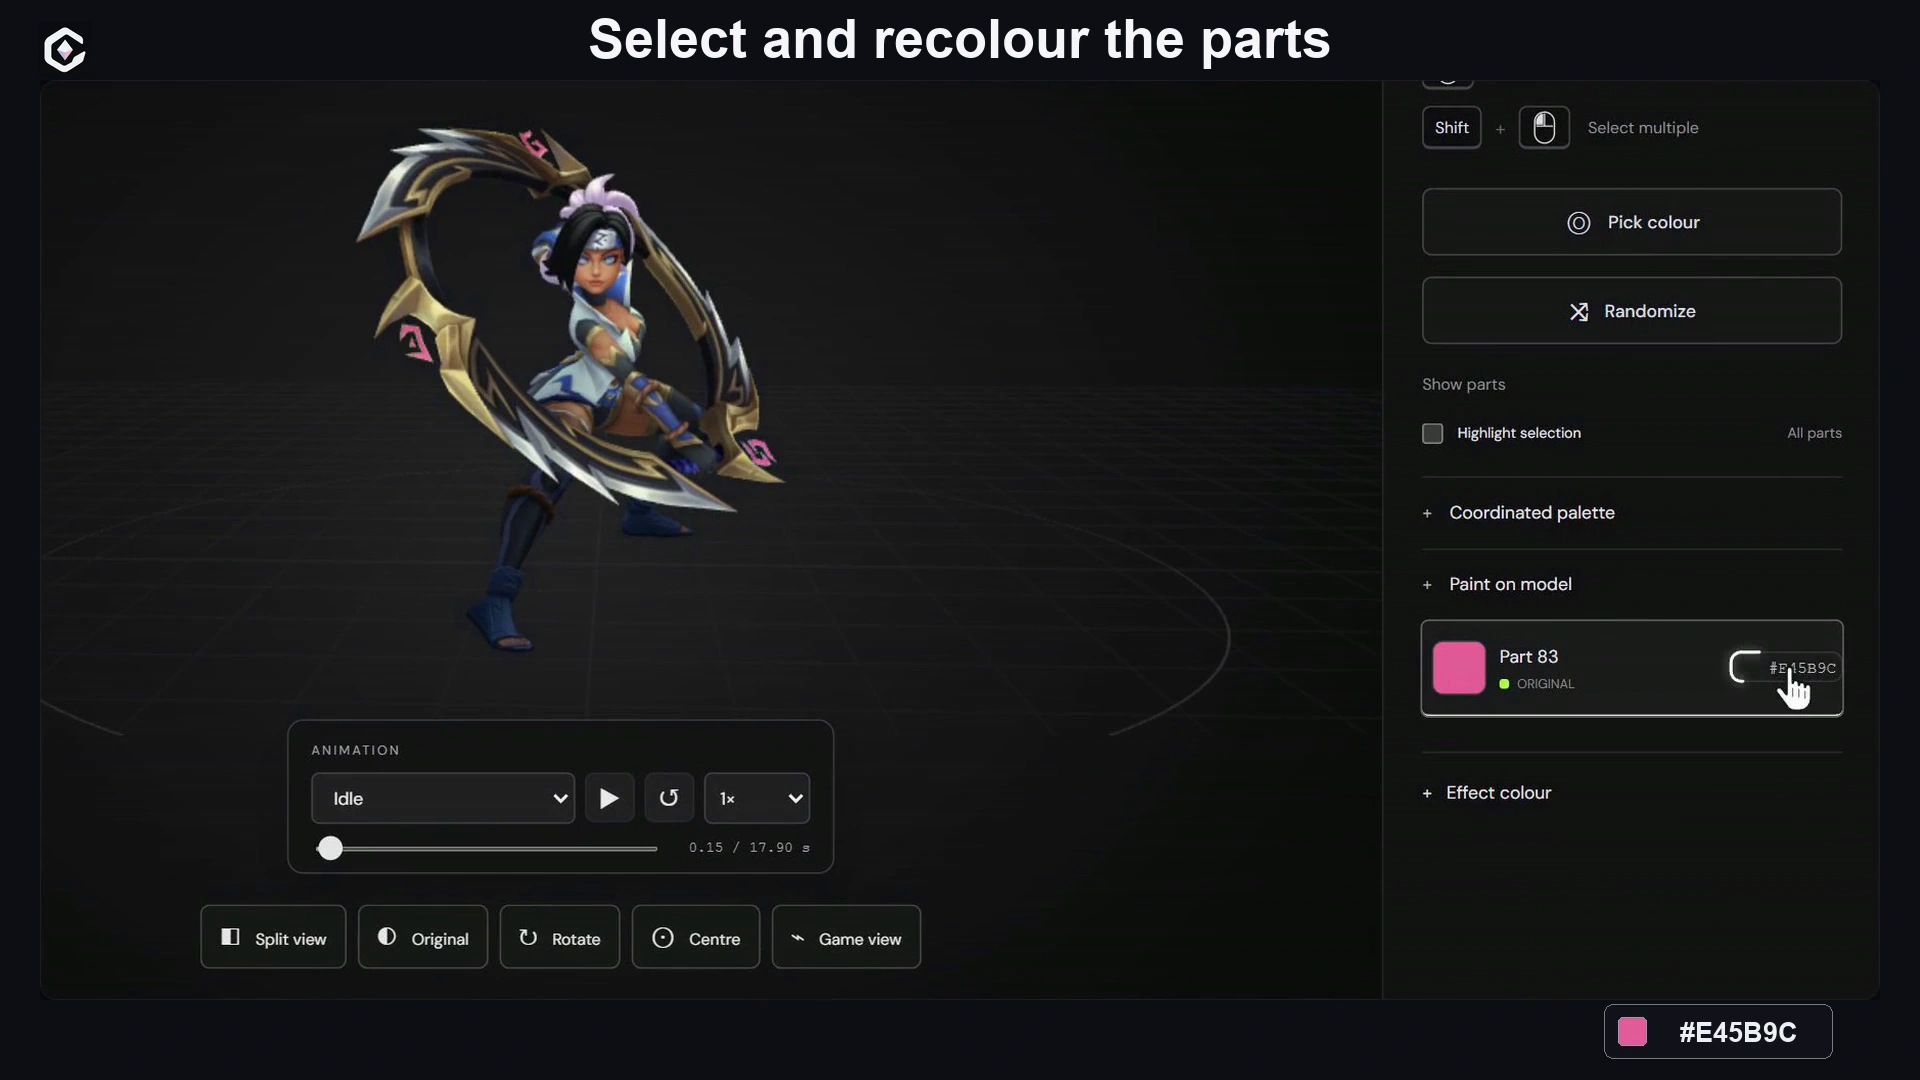 Select and recolour the parts
Shift + Select multiple
Pick colour
Randomize
Show parts
Highlight selection All parts
+ Coordinated palette
+ Paint on model
Part 83
#E45B9C
ORIGINAL
+ Effect colour
ANIMATION
Idle 1×
0.15 / 17.90 s
Split view Original Rotate Centre Game view
#E45B9C